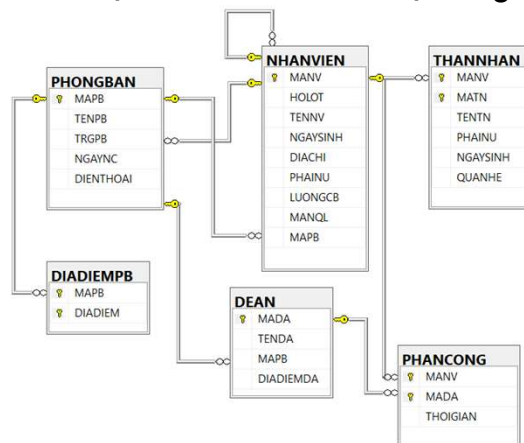 PHONGBAN
MAPB
TENPB
TRGPB
NGAYNC
DIENTHOAI
NHANVIEN
MANV
HOLOT
TENNV
NGAYSINH
DIACHI
PHAINU
LUONGCB
MANQL
MAPB
THANNHAN
MANV
MATN
TENTN
PHAINU
NGAYSINH
QUANHE
DIADIEMPB
MAPB
DIADIEM
DEAN
MADA
TENDA
MAPB
DIADIEMDA
PHANCONG
MANV
MADA
THOIGIAN